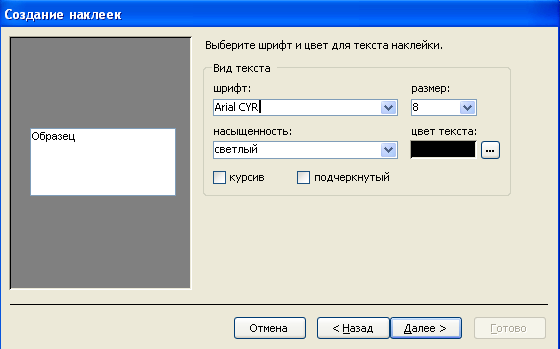 Создание наклеек
Выберите шрифт и цвет для текста наклейки.
Вид текста
шрифт: размер:
Arial CYR 8
Образец
насыщенность: цвет текста:
светлый ...
курсив подчеркнутый
Отмена < Назад Далее > Готово